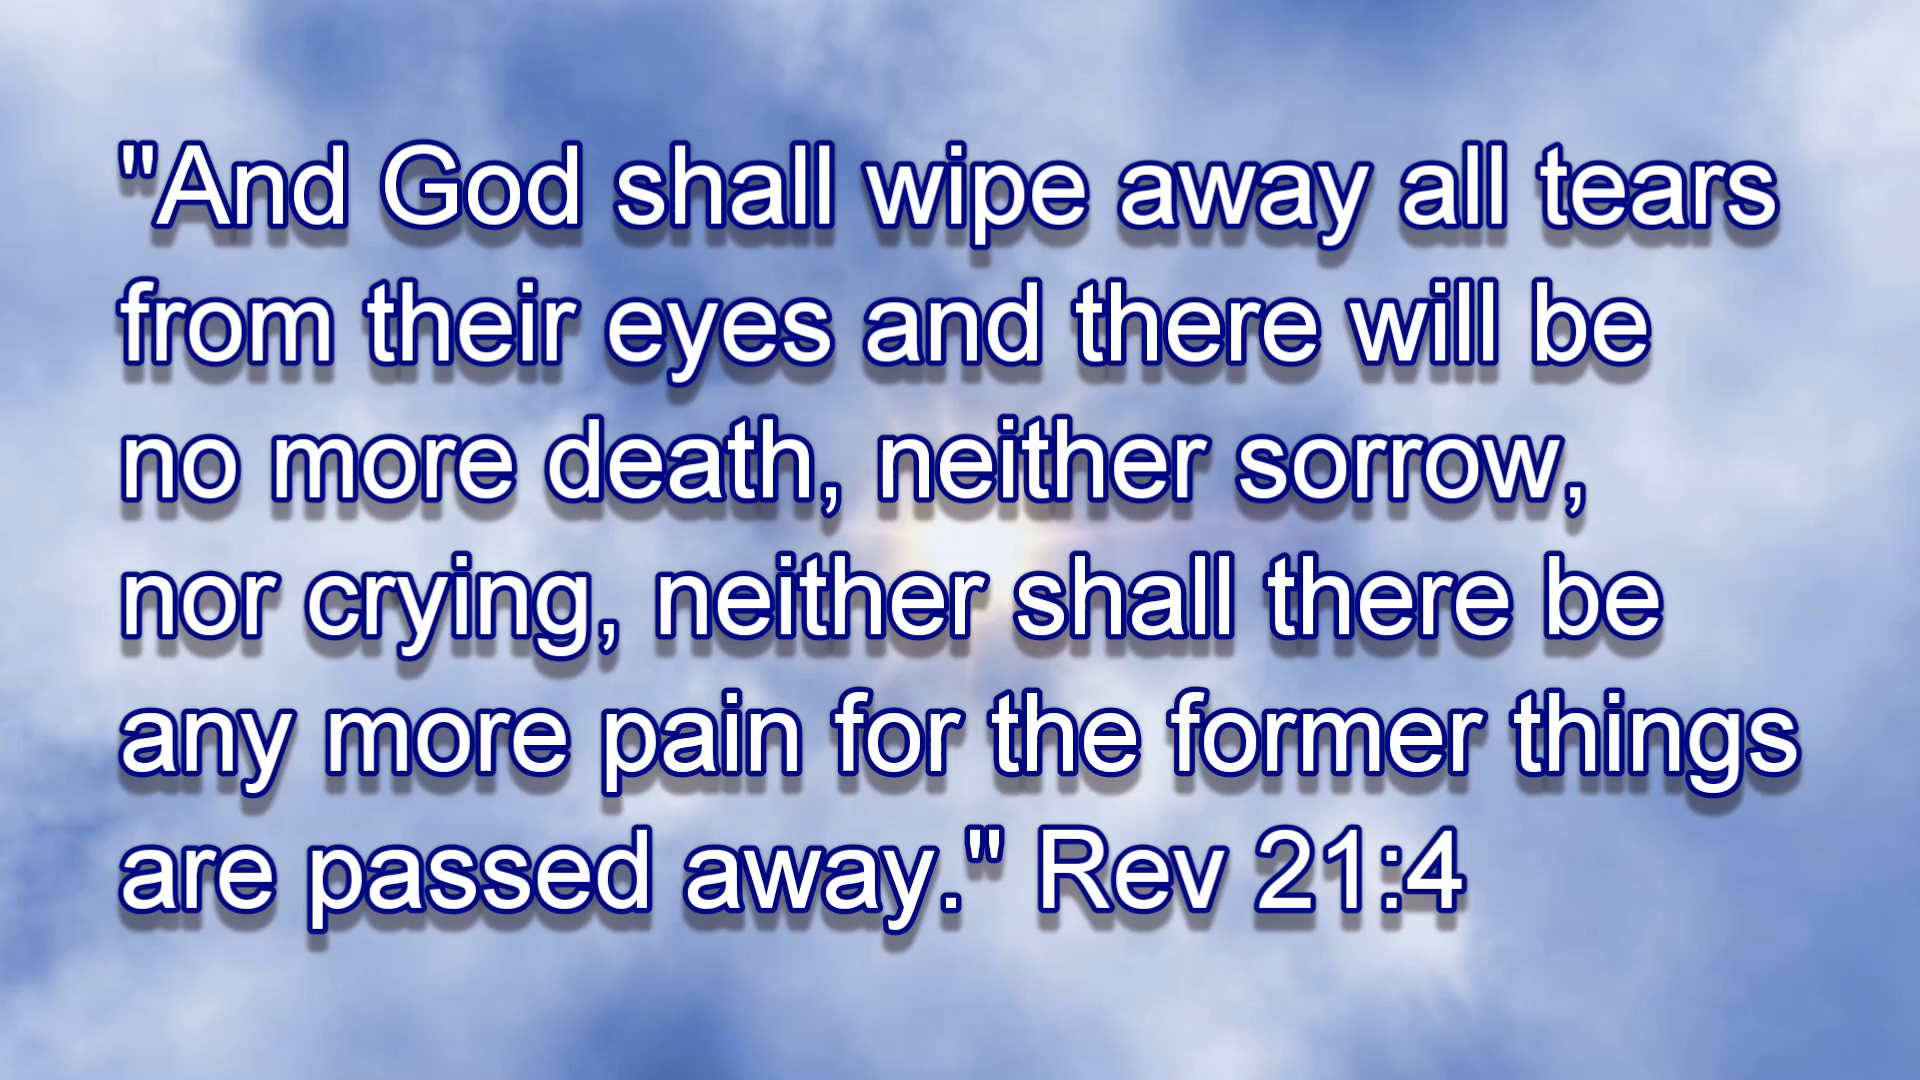 "And God shall wipe away all tears
from their eyes and there will be
no more death, neither sorrow,
nor crying, neither shall there be
any more pain for the former things
are passed away." Rev 21:4